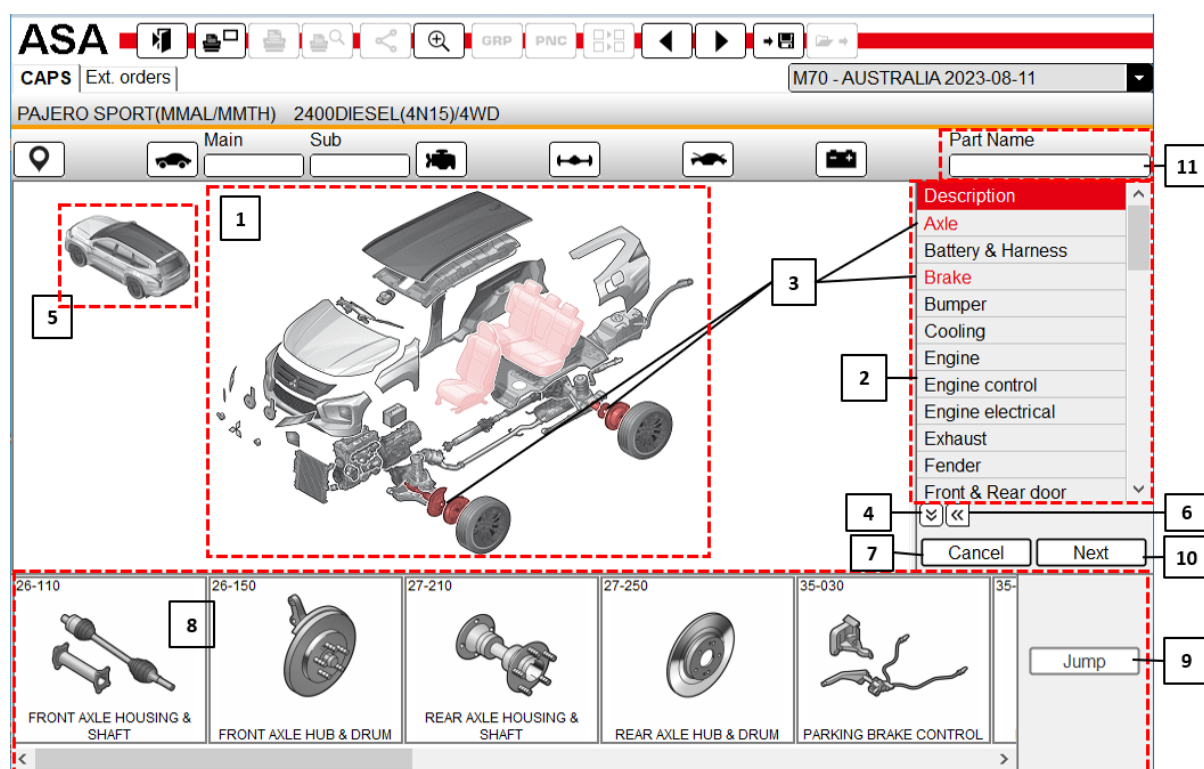 ASA
GRP PNC
CAPS Ext. orders M70 - AUSTRALIA 2023-08-11
PAJERO SPORT(MMAL/MMTH) 2400DIESEL(4N15)/4WD
Main Sub Part Name
11
Description
1
Axle
Battery & Harness
3
Brake
5
Bumper
Cooling
Engine
2
Engine control
Engine electrical
Exhaust
Fender
Front & Rear door
4
6
7
Cancel Next
10
26-110 26-150 27-210 27-250 35-030 35-
8
Jump
9
FRONT AXLE HOUSING &
SHAFT
FRONT AXLE HUB & DRUM
REAR AXLE HOUSING &
SHAFT
REAR AXLE HUB & DRUM
PARKING BRAKE CONTROL